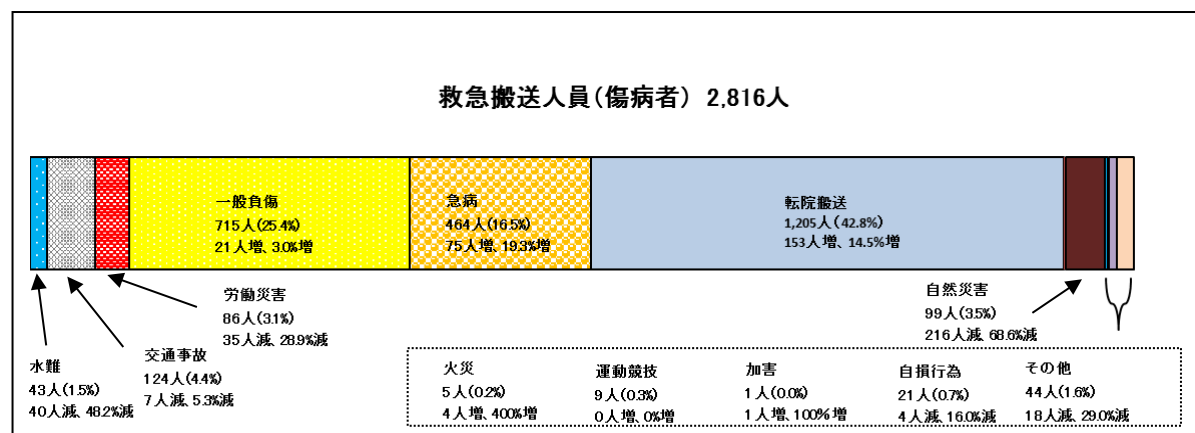 救急搬送人員(傷病者) 2,816人
一般負傷
715人(25.4%)
21人増、3.0%増
急病
464人(16.5%)
75人増、19.3%増
転院搬送
1,205人(42.8%)
153人増、14.5%増
労働災害
86人(3.1%)
35人減、28.9%減
自然災害
99人(3.5%)
216人減、68.6%減
交通事故
124人(4.4%)
7人減、5.3%減
水難
43人(1.5%)
40人減、48.2%減
火災
5人(0.2%)
4人増、400%増
運動競技
9人(0.3%)
0人増、0%増
加害
1人(0.0%)
1人増、100%増
自損行為
21人(0.7%)
4人減、16.0%減
その他
44人(1.6%)
18人減、29.0%減